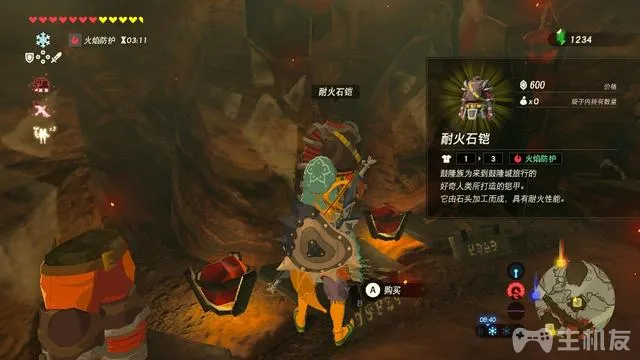 火焰防护 03:11
1234
耐火石铠
600 价格
x0 袋子内持有数量
耐火石铠
1 3 火焰防护
鼓隆族为来到鼓隆城旅行的
好奇人类所打造的铠甲。
它由石头加工而成、具有耐火性能。
x3
A 购买
08:40
生机友